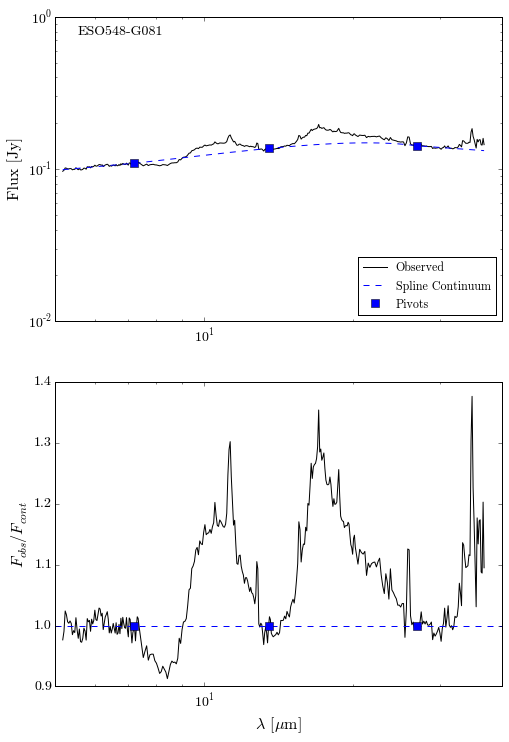 10^0
ESO548-G081
Flux [Jy]
10^-1
Observed
Spline Continuum
Pivots
10^-2
10^1
1.4
1.3
1.2
F_obs/F_cont
1.1
1.0
0.9
10^1
λ [μm]